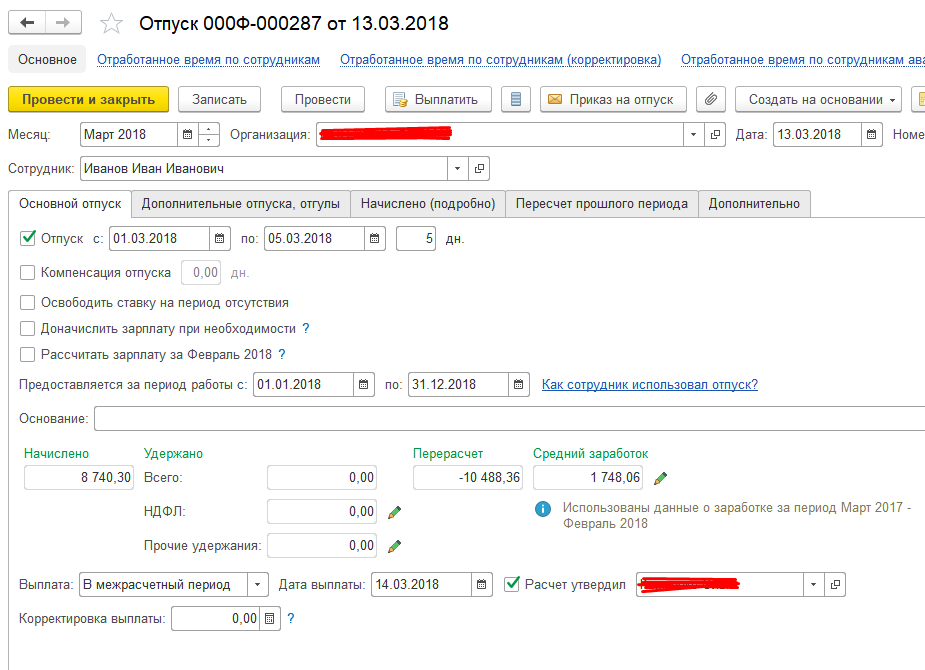 Отпуск 000Ф-000287 от 13.03.2018
Основное Отработанное время по сотрудникам Отработанное время по сотрудникам (корректировка) Отработанное время по сотрудникам ава
Провести и закрыть Записать Провести Выплатить Приказ на отпуск Создать на основании
Месяц: Март 2018 Организация: Дата: 13.03.2018 Номе
Сотрудник: Иванов Иван Иванович
Основной отпуск Дополнительные отпуска, отгулы Начислено (подробно) Пересчет прошлого периода Дополнительно
Отпуск с: 01.03.2018 по: 05.03.2018 5 дн.
Компенсация отпуска 0,00 дн.
Освободить ставку на период отсутствия
Доначислить зарплату при необходимости ?
Рассчитать зарплату за Февраль 2018 ?
Предоставляется за период работы с: 01.01.2018 по: 31.12.2018 Как сотрудник использовал отпуск?
Основание:
Начислено Удержано Перерасчет Средний заработок
8 740,30 Всего: 0,00 -10 488,36 1 748,06
НДФЛ: 0,00 Использованы данные о заработке за период Март 2017 -
Февраль 2018
Прочие удержания: 0,00
Выплата: В межрасчетный период Дата выплаты: 14.03.2018 Расчет утвердил
Корректировка выплаты: 0,00 ?